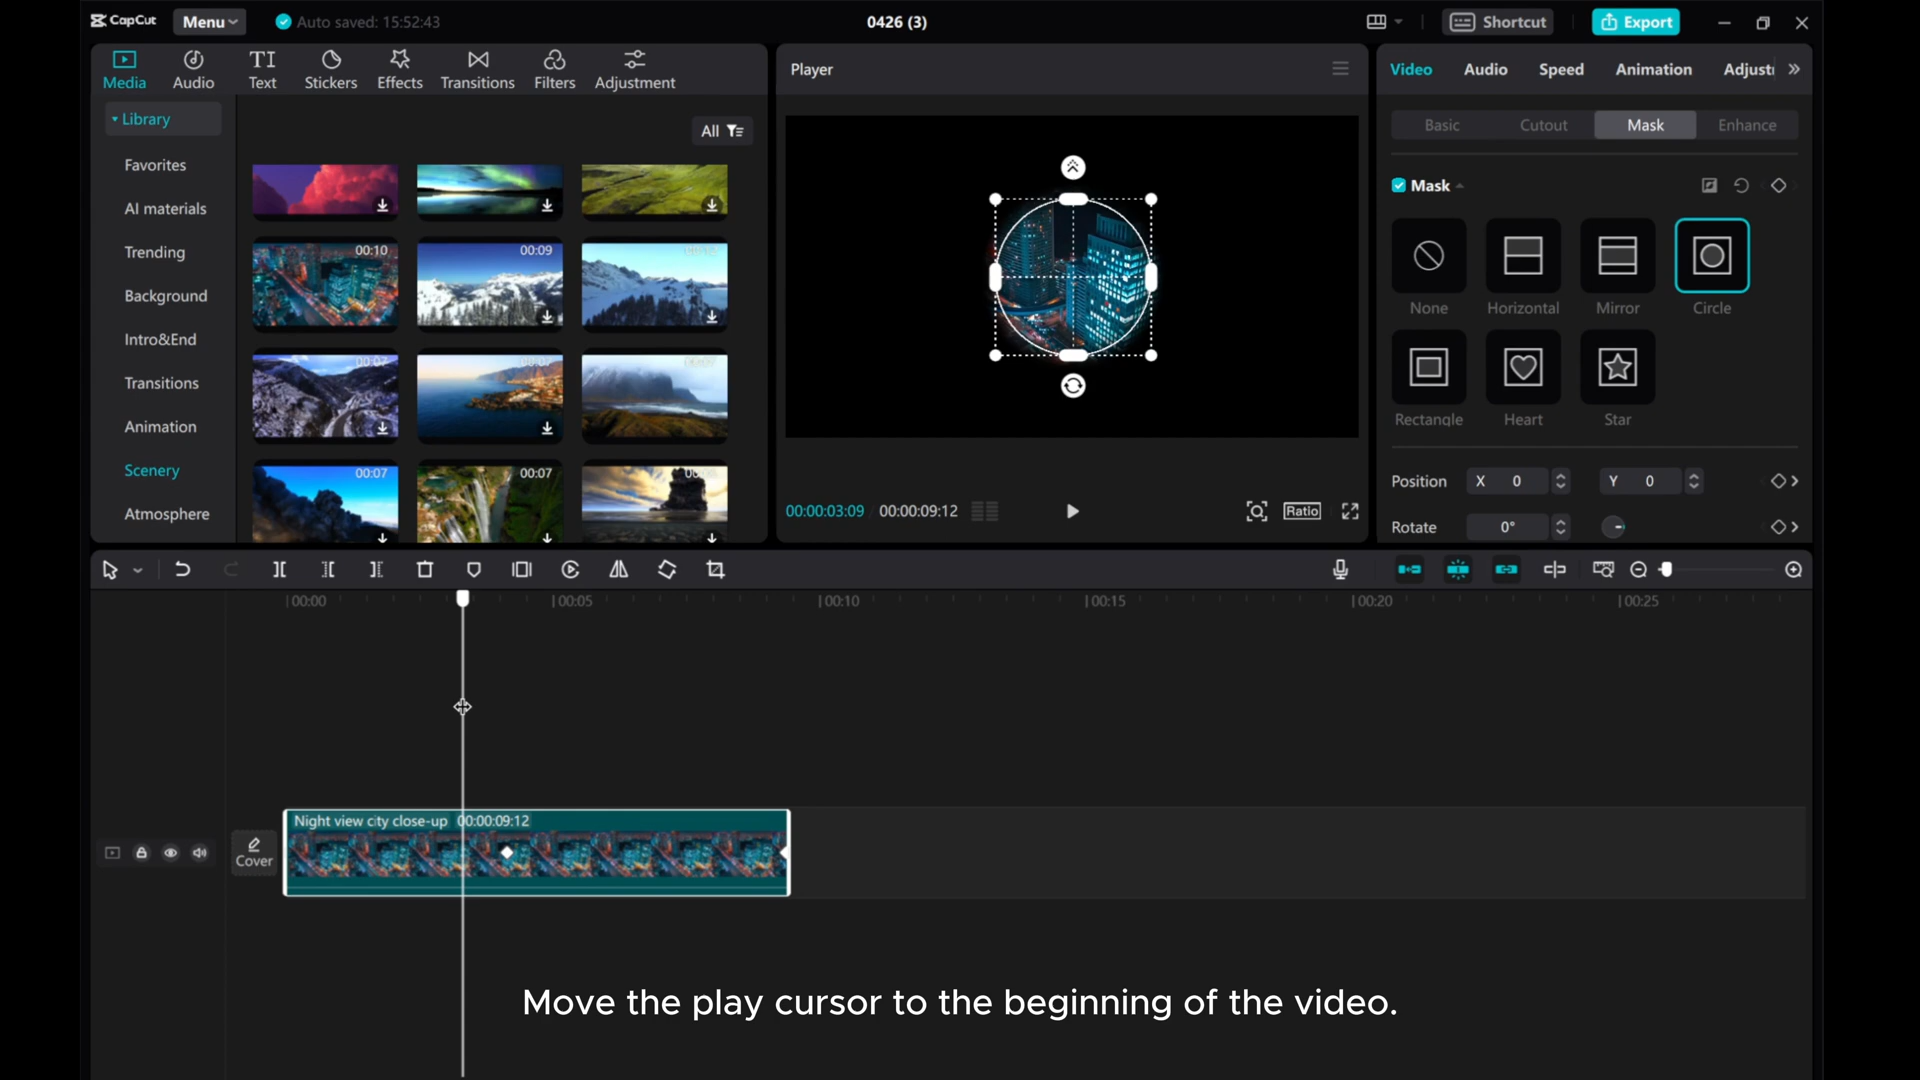 CapCut
Menu
Auto saved: 15:52:43
0426 (3)
Shortcut
Export
Media
Audio
Text
Stickers
Effects
Transitions
Filters
Adjustment
Player
Video
Audio
Speed
Animation
Library
All
Basic
Cutout
Mask
Enhance
Favorites
AI materials
Trending
Background
Intro&End
Transitions
Animation
Scenery
Atmosphere
00:10
00:09
00:07
00:07
Mask
None
Horizontal
Mirror
Circle
Rectangle
Heart
Star
Position
X 0
Y 0
Rotate
0°
00:00:03:09
00:00:09:12
Ratio
00:00
00:05
00:10
00:15
00:20
00:25
Night view city close-up 00:00:09:12
Cover
Move the play cursor to the beginning of the video.